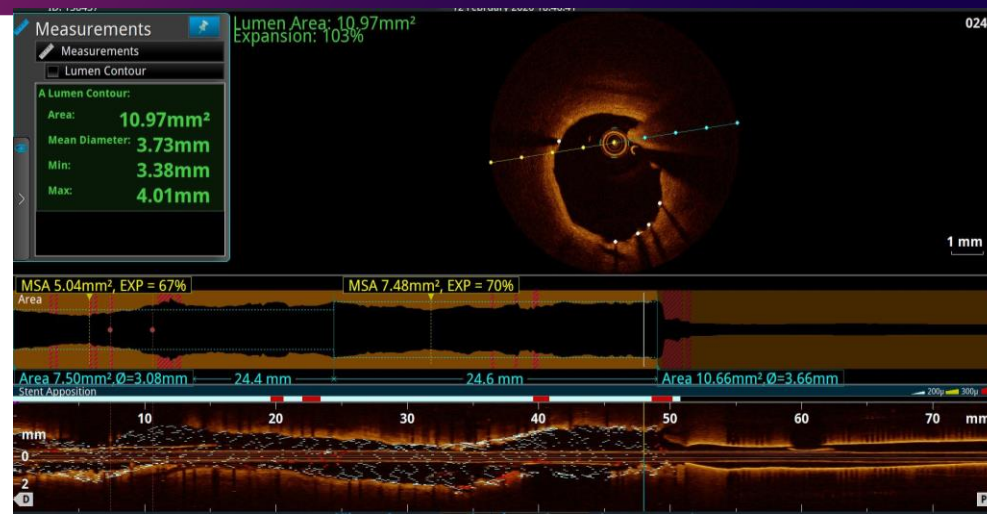 Measurements
Measurements
Lumen Contour
A Lumen Contour:
Area: 10.97mm²
Mean Diameter: 3.73mm
Min: 3.38mm
Max: 4.01mm
Lumen Area: 10.97mm²
Expansion: 103%
024
1 mm
MSA 5.04mm², EXP = 67%
MSA 7.48mm², EXP = 70%
Area
Area 7.50mm²,Ø=3.08mm
24.4 mm
24.6 mm
Area 10.66mm²,Ø=3.66mm
Stent Apposition
200µ
300µ
10 20 30 40 50 60 70 mm
mm
0
2
D
P